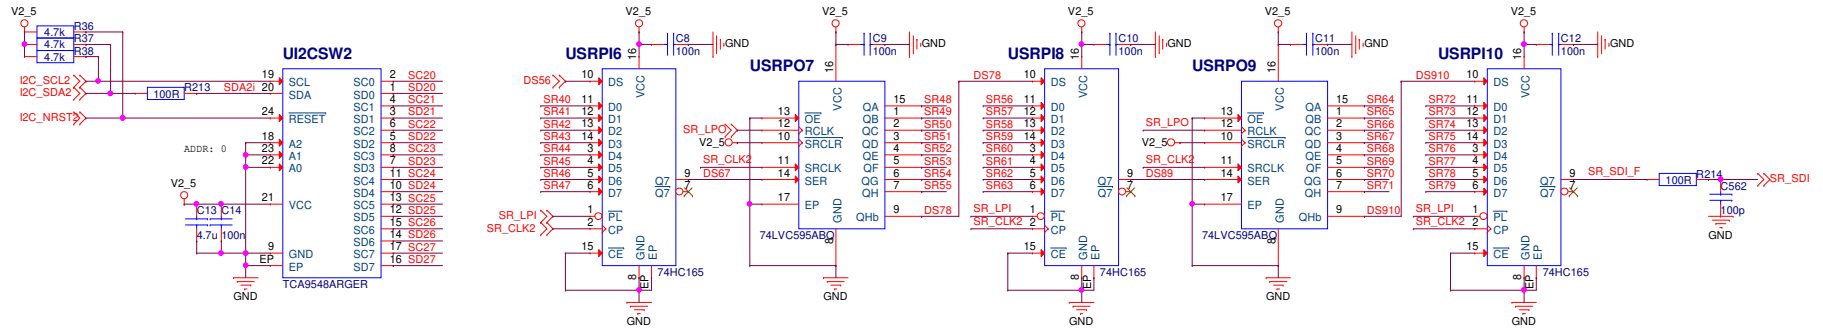 V2_5
R36
4.7k
R37
4.7k
R38
4.7k
I2C_SCL2
I2C_SDA2
100R
R213
SDA2i
I2C_NRST2
ADDR: 0
V2_5
C13
C14
4.7u
100n
GND
UI2CSW2
19 SCL
20 SDA
24 RESET
18 A2
23 A1
22 A0
21 VCC
9 GND
EP EP
SC0 2 SC20
SD0 1 SD20
SC1 4 SC21
SD1 3 SD21
SC2 6 SC22
SD2 5 SD22
SC3 8 SC23
SD3 7 SD23
SC4 11 SC24
SD4 10 SD24
SC5 13 SC25
SD5 12 SD25
SC6 15 SC26
SD6 14 SD26
SC7 17 SC27
SD7 16 SD27
TCA9548ARGER
V2_5
USRPI6
C8
100n
GND
16
VCC
DS56 10 DS
SR40 11 D0
SR41 12 D1
SR42 13 D2
SR43 14 D3
SR44 3 D4
SR45 4 D5
SR46 5 D6
SR47 6 D7
SR_LPI 1 PL
SR_CLK2 2 CP
15 CE
Q7 9 DS67
Q7 7
GND
EP
8
EP
74HC165
GND
V2_5
USRPO7
C9
100n
GND
16
VCC
13 OE
SR_LPO 12 RCLK
V2_5 10 SRCLR
SR_CLK2 11 SRCLK
14 SER
17 EP
QA 15 SR48
QB 1 SR49
QC 2 SR50
QD 3 SR51
QE 4 SR52
QF 5 SR53
QG 6 SR54
QH 7 SR55
QHb 9 DS78
GND
8
74LVC595ABQ
GND
V2_5
USRPI8
C10
100n
GND
16
VCC
DS78 10 DS
SR56 11 D0
SR57 12 D1
SR58 13 D2
SR59 14 D3
SR60 3 D4
SR61 4 D5
SR62 5 D6
SR63 6 D7
SR_LPI 1 PL
SR_CLK2 2 CP
15 CE
Q7 9 DS89
Q7 7
GND
EP
8
EP
74HC165
GND
V2_5
USRPO9
C11
100n
GND
16
VCC
13 OE
SR_LPO 12 RCLK
V2_5 10 SRCLR
SR_CLK2 11 SRCLK
14 SER
17 EP
QA 15 SR64
QB 1 SR65
QC 2 SR66
QD 3 SR67
QE 4 SR68
QF 5 SR69
QG 6 SR70
QH 7 SR71
QHb 9 DS910
GND
8
74LVC595ABQ
GND
V2_5
USRPI10
C12
100n
GND
16
VCC
DS910 10 DS
SR72 11 D0
SR73 12 D1
SR74 13 D2
SR75 14 D3
SR76 3 D4
SR77 4 D5
SR78 5 D6
SR79 6 D7
SR_LPI 1 PL
SR_CLK2 2 CP
15 CE
Q7 9 SR_SDI_F
Q7 7
GND
EP
8
EP
74HC165
GND
R214
100R
SR_SDI
C562
100p
GND